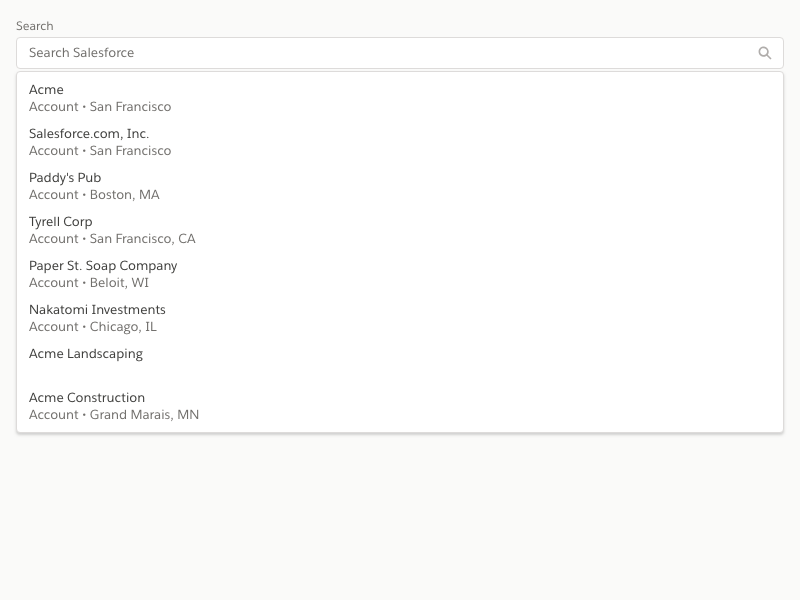 Search
Search Salesforce
Acme
Account • San Francisco
Salesforce.com, Inc.
Account • San Francisco
Paddy's Pub
Account • Boston, MA
Tyrell Corp
Account • San Francisco, CA
Paper St. Soap Company
Account • Beloit, WI
Nakatomi Investments
Account • Chicago, IL
Acme Landscaping
Acme Construction
Account • Grand Marais, MN